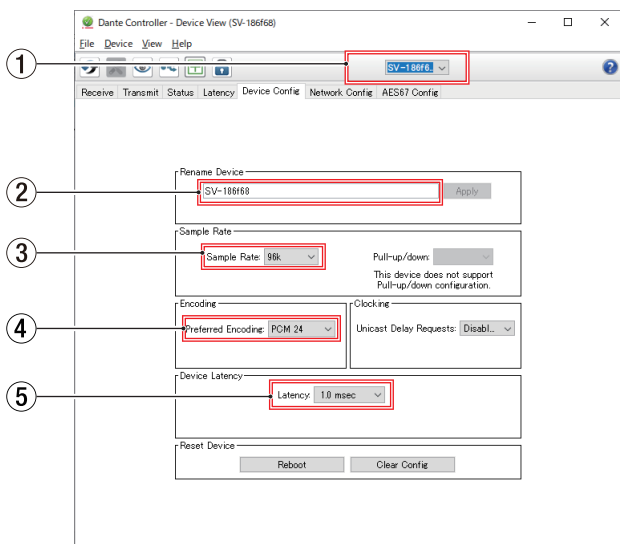 Dante Controller - Device View (SV-186f68)
File Device View Help
1
SV-186f6..
?
Receive Transmit Status Latency Device Config Network Config AES67 Config
Rename Device
2
SV-186f68
Apply
Sample Rate
3
Sample Rate: 96k
Pull-up/down:
This device does not support
Pull-up/down configuration.
Encoding
Clocking
4
Preferred Encoding: PCM 24
Unicast Delay Requests: Disabl..
Device Latency
5
Latency: 1.0 msec
Reset Device
Reboot
Clear Config